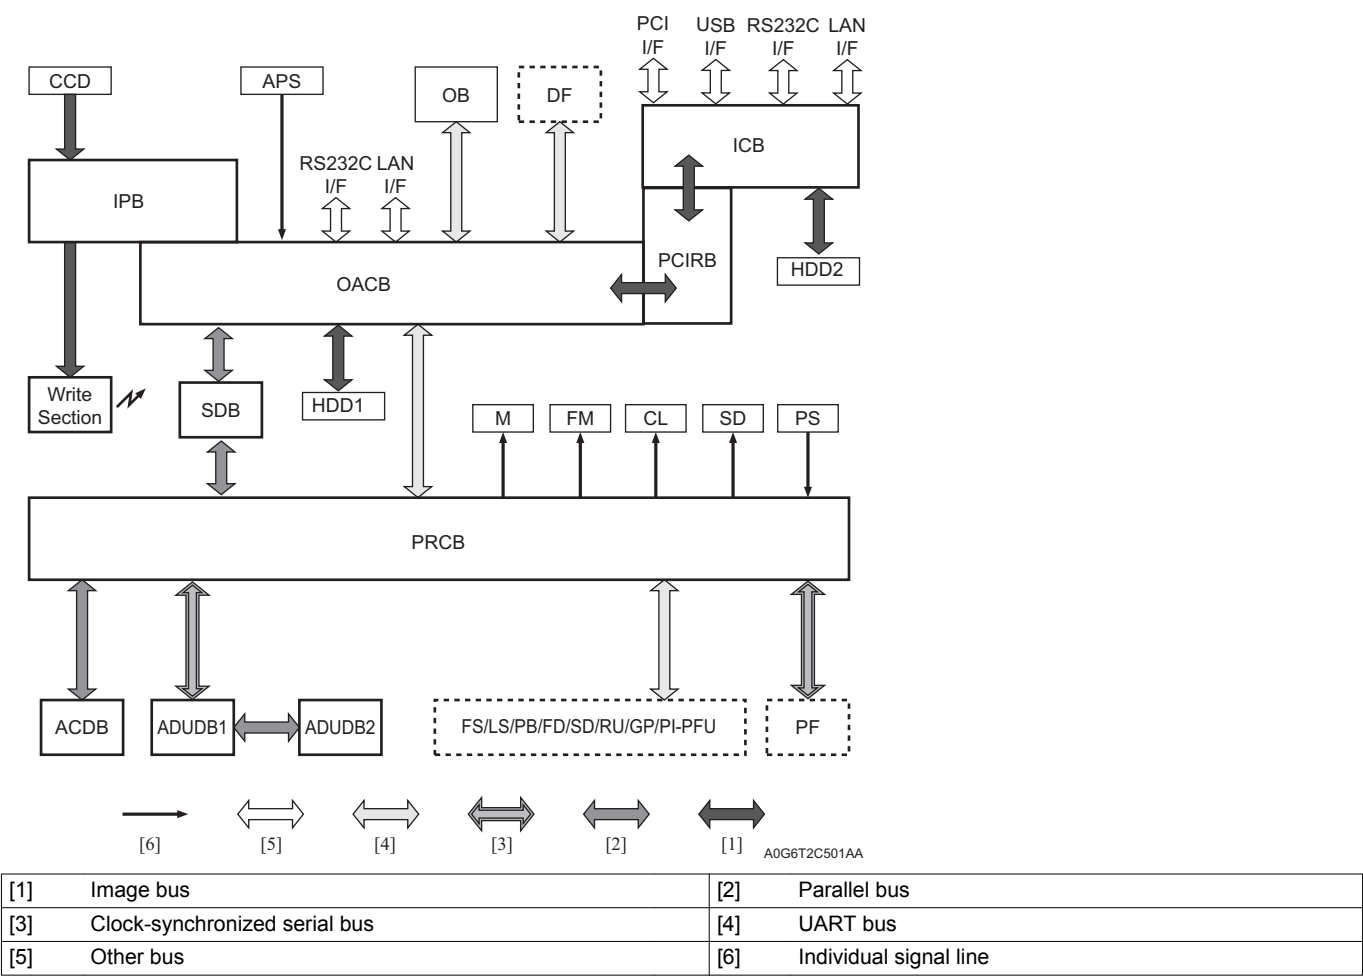 PCI I/F
USB I/F
RS232C I/F
LAN I/F
CCD
APS
OB
DF
ICB
RS232C I/F
LAN I/F
IPB
PCIRB
HDD2
OACB
Write Section
SDB
HDD1
M
FM
CL
SD
PS
PRCB
ACDB
ADUDB1
ADUDB2
FS/LS/PB/FD/SD/RU/GP/PI-PFU
PF
[6]
[5]
[4]
[3]
[2]
[1]
A0G6T2C501AA
[1] Image bus [2] Parallel bus
[3] Clock-synchronized serial bus [4] UART bus
[5] Other bus [6] Individual signal line